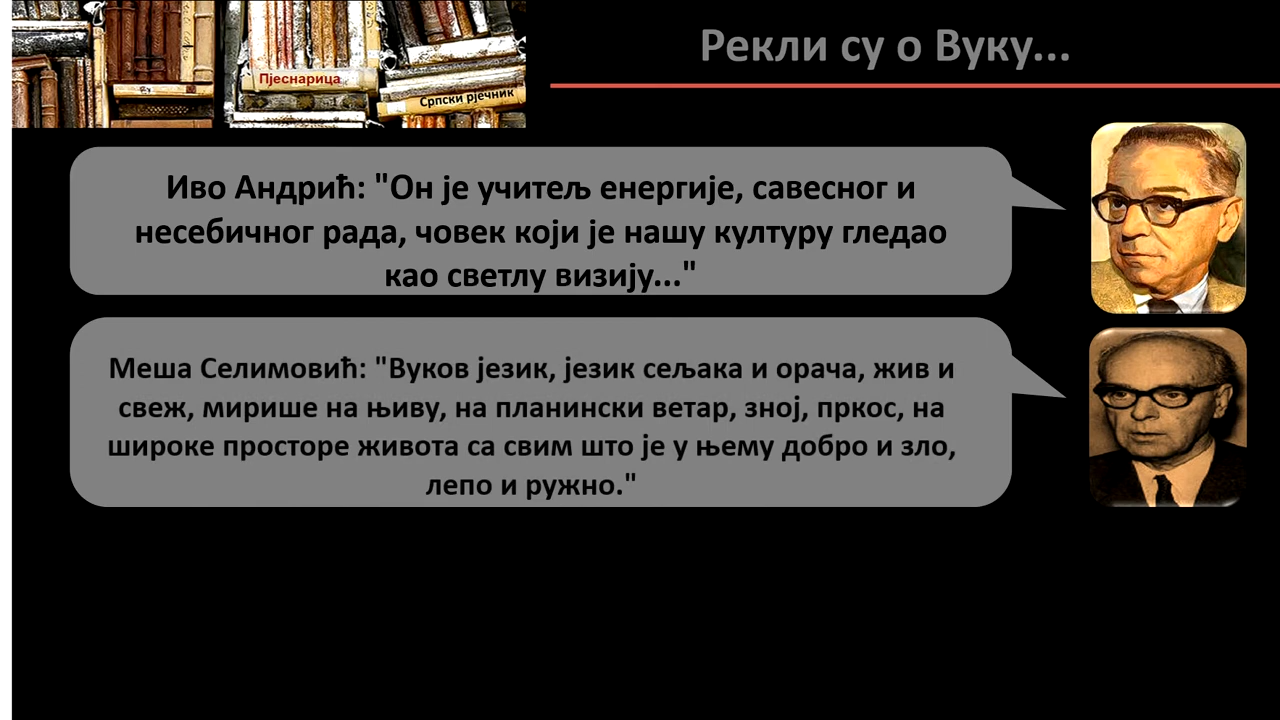 Пјеснарица
Српски рјечник
Рекли су о Вуку...
Иво Андрић: "Он је учитељ енергије, савесног и
несебичног рада, човек који је нашу културу гледао
као светлу визију..."
Меша Селимовић: "Вуков језик, језик сељака и орача, жив и
свеж, мирише на њиву, на планински ветар, зној, пркос, на
широке просторе живота са свим што је у њему добро и зло,
лепо и ружно."